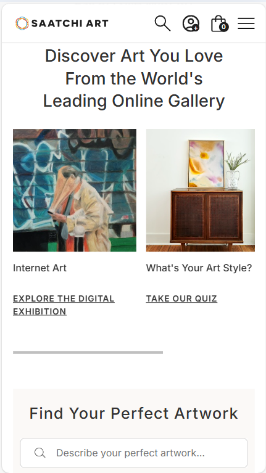 SAATCHI ART
0
Discover Art You Love
From the World's
Leading Online Gallery
Internet Art
What's Your Art Style?
EXPLORE THE DIGITAL
EXHIBITION
TAKE OUR QUIZ
Find Your Perfect Artwork
Describe your perfect artwork...